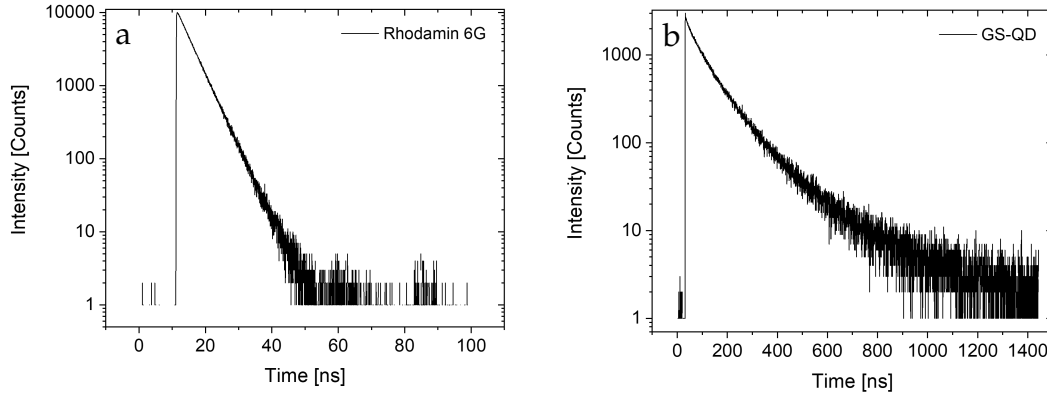 a
Rhodamin 6G
10000
1000
100
10
1
Intensity [Counts]
0 20 40 60 80 100
Time [ns]
b
GS-QD
1000
100
10
1
Intensity [Counts]
0 200 400 600 800 1000 1200 1400
Time [ns]